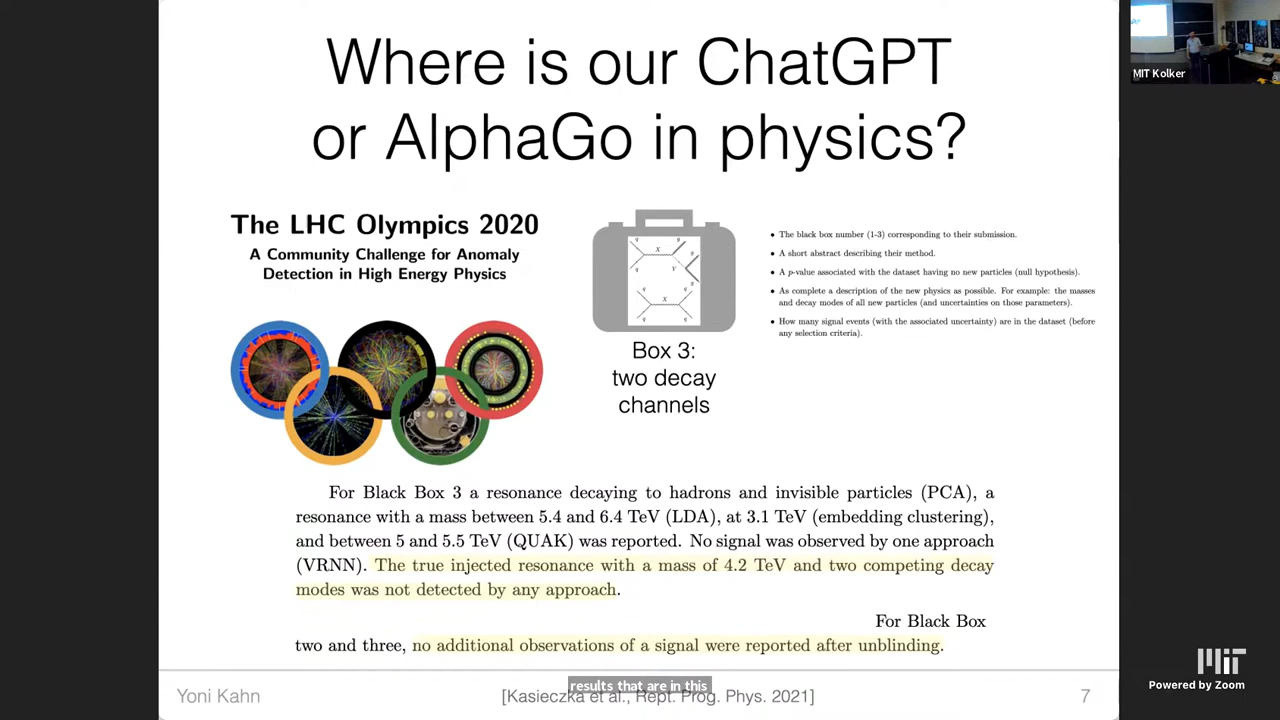 Where is our ChatGPT
or AlphaGo in physics?
MIT Kolker
The LHC Olympics 2020
A Community Challenge for Anomaly
Detection in High Energy Physics
X
Y
X
q
q
q
q
q
q
Box 3:
two decay
channels
• The black box number (1-3) corresponding to their submission.
• A short abstract describing their method.
• A p-value associated with the dataset having no new particles (null hypothesis).
• As complete a description of the new physics as possible. For example: the masses
and decay modes of all new particles (and uncertainties on those parameters).
• How many signal events (with the associated uncertainty) are in the dataset (before
any selection criteria).
For Black Box 3 a resonance decaying to hadrons and invisible particles (PCA), a
resonance with a mass between 5.4 and 6.4 TeV (LDA), at 3.1 TeV (embedding clustering),
and between 5 and 5.5 TeV (QUAK) was reported. No signal was observed by one approach
(VRNN). The true injected resonance with a mass of 4.2 TeV and two competing decay
modes was not detected by any approach.
For Black Box
two and three, no additional observations of a signal were reported after unblinding.
results that are in this
Yoni Kahn
[Kasieczka et al., Rept. Prog. Phys. 2021]
7
MIT
Powered by Zoom